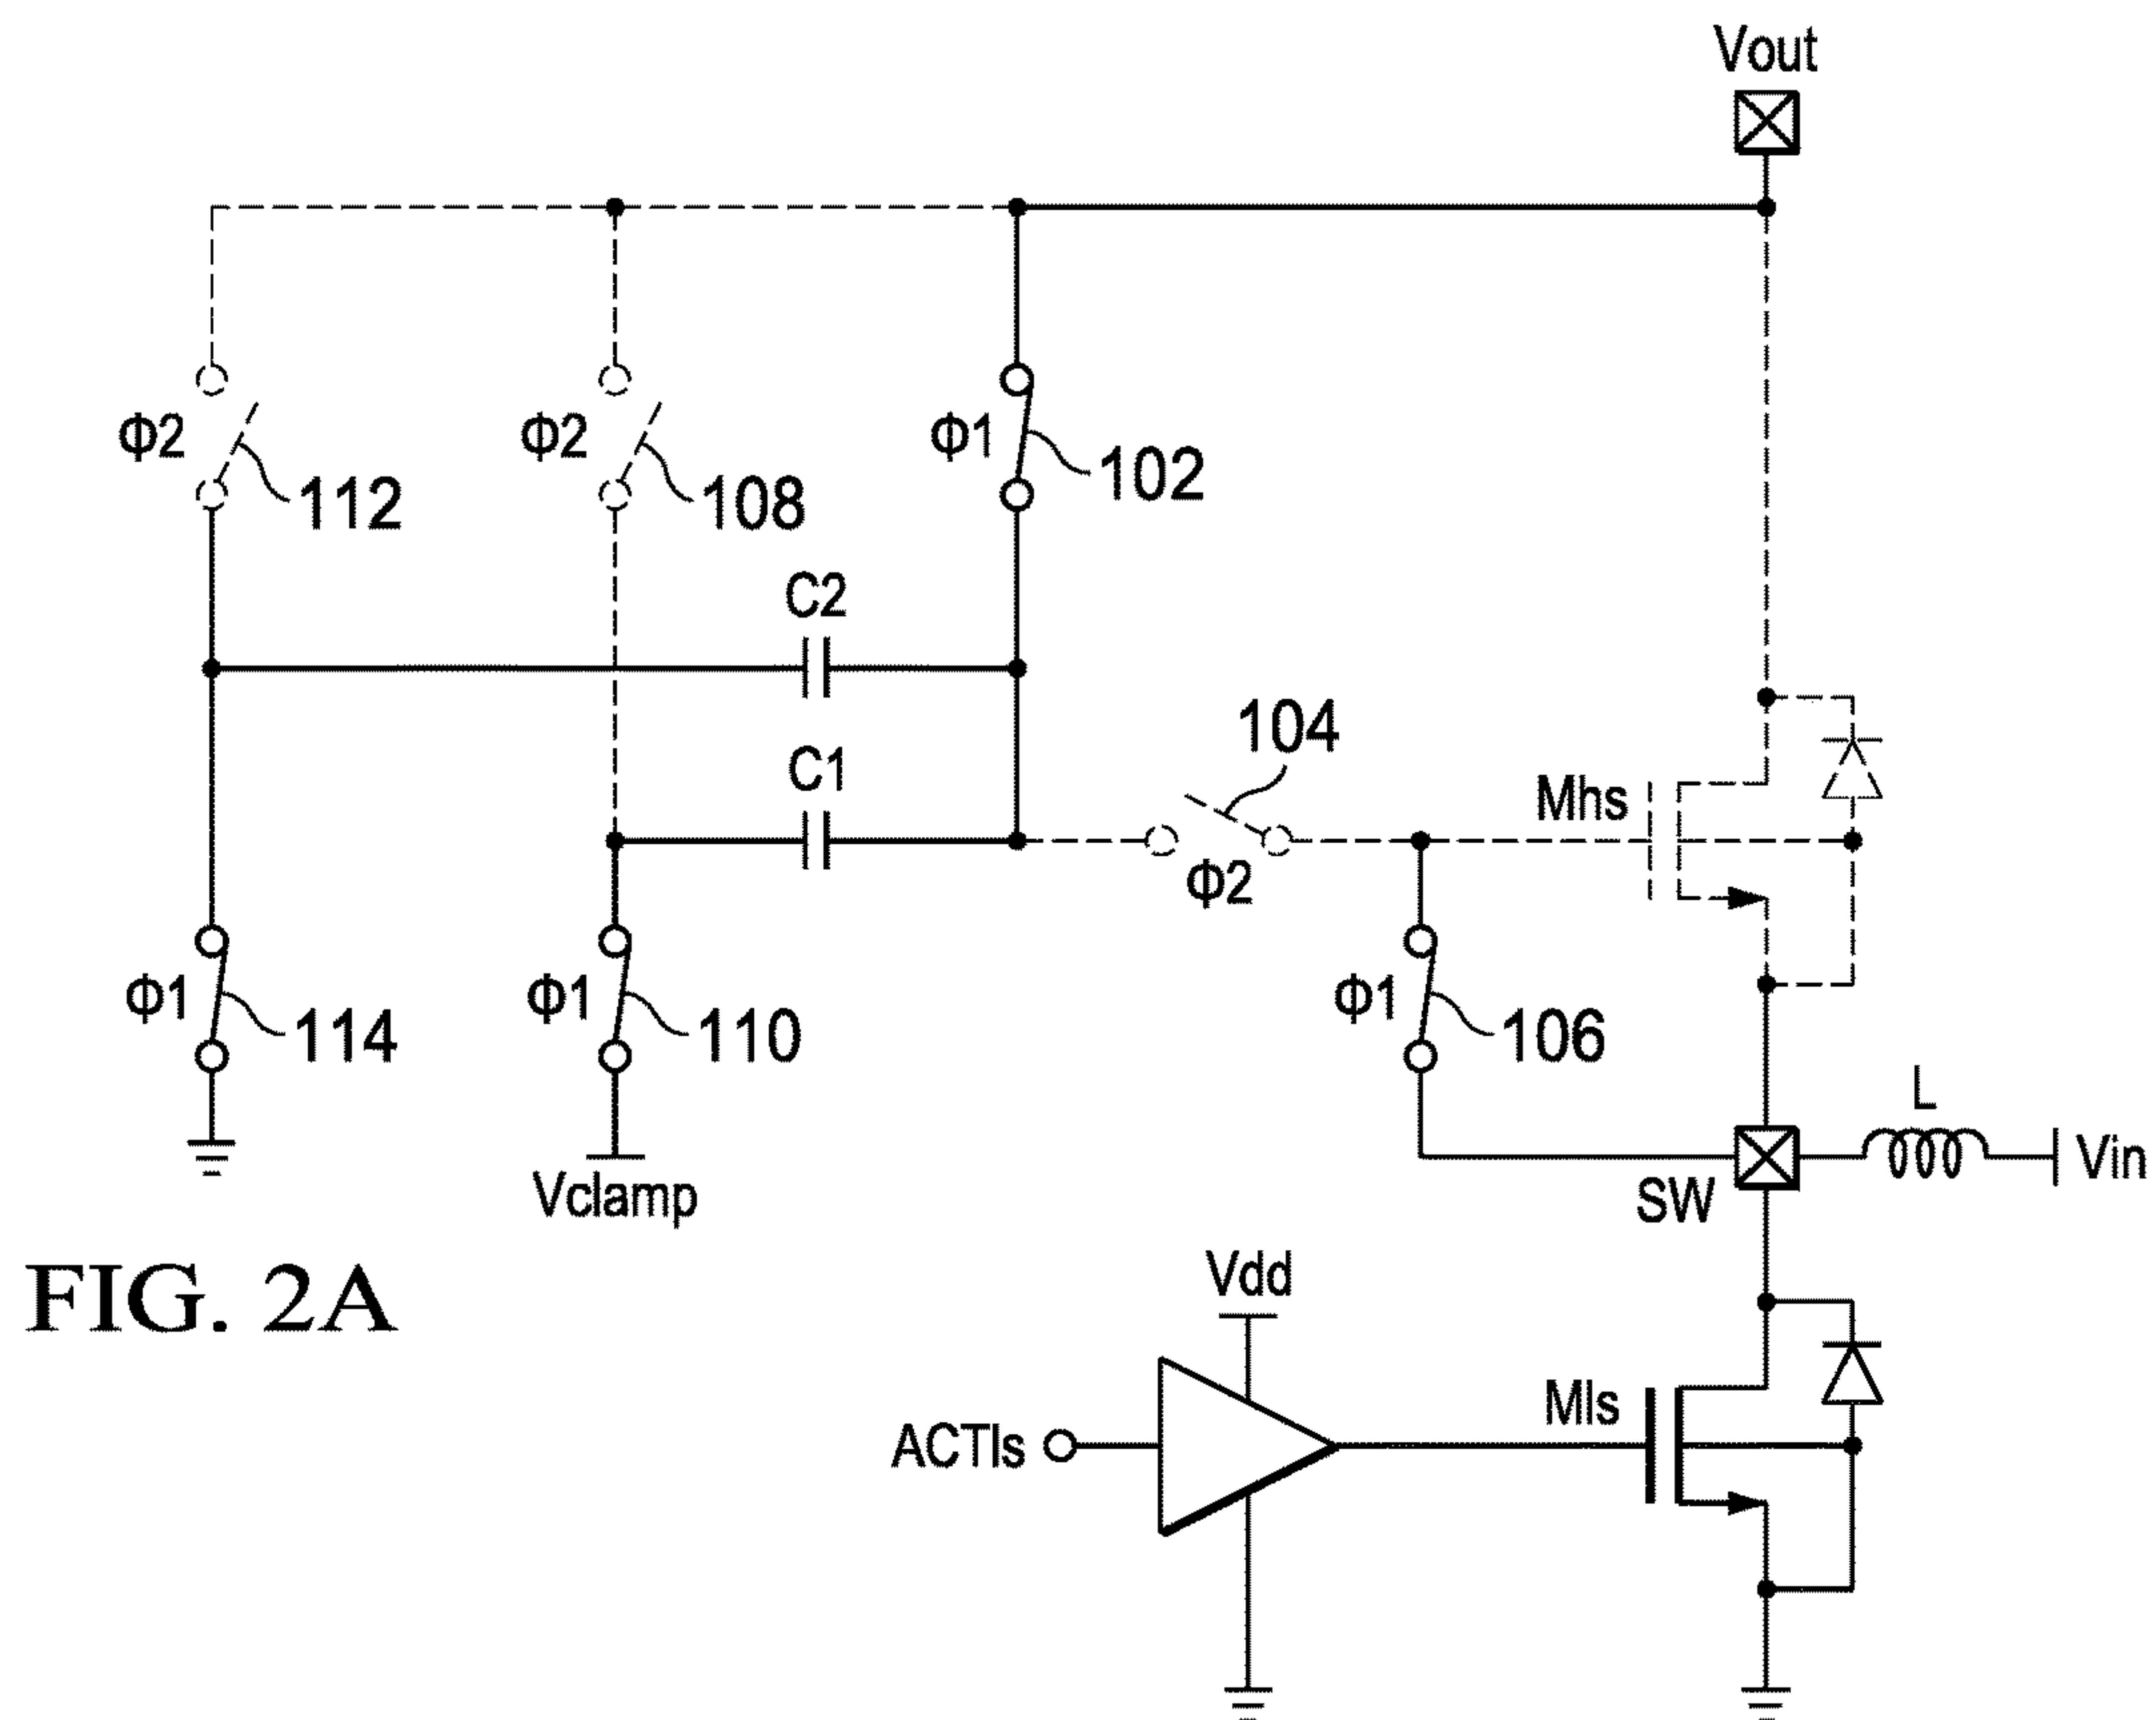 Vout
Φ2
112
Φ2
108
Φ1
102
C2
104
C1
Mhs
Φ2
Φ1
114
Φ1
110
Φ1
106
L
Vin
Vclamp
SW
FIG. 2A
Vdd
Mls
ACTls